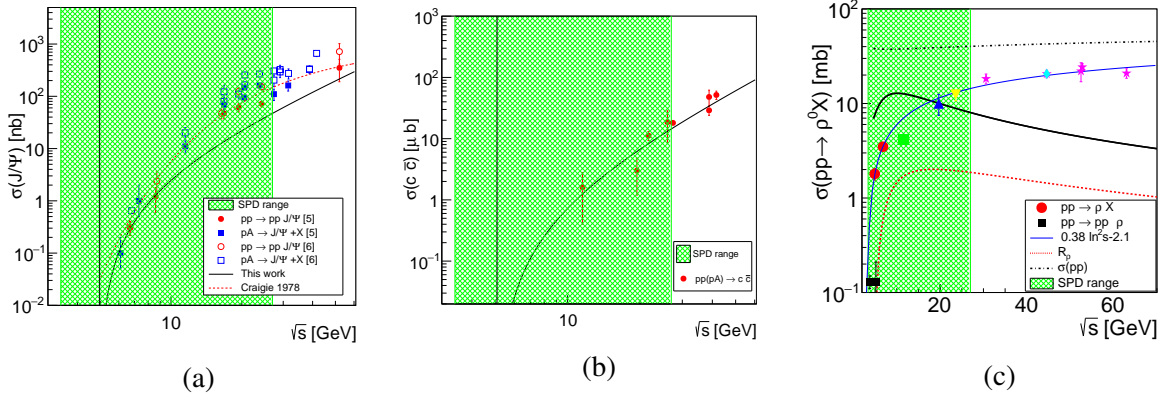 (a)
σ(J/Ψ) [nb]
10³
10²
10
1
10⁻¹
10⁻²
SPD range
pp → pp J/Ψ [5]
pA → J/Ψ +X [5]
pp → pp J/Ψ [6]
pA → J/Ψ +X [6]
This work
Craigie 1978
10
√s [GeV]
(a)
(b)
σ(c c̄) [μ b]
10³
10²
10
1
10⁻¹
10⁻²
SPD range
pp(pA) → c c̄
10
√s [GeV]
(b)
(c)
σ(pp→ ρ⁰X) [mb]
10²
10
1
10⁻¹
pp → ρ X
pp → pp ρ
0.38 ln²s-2.1
R_ρ
σ(pp)
SPD range
20 40 60
√s [GeV]
(c)